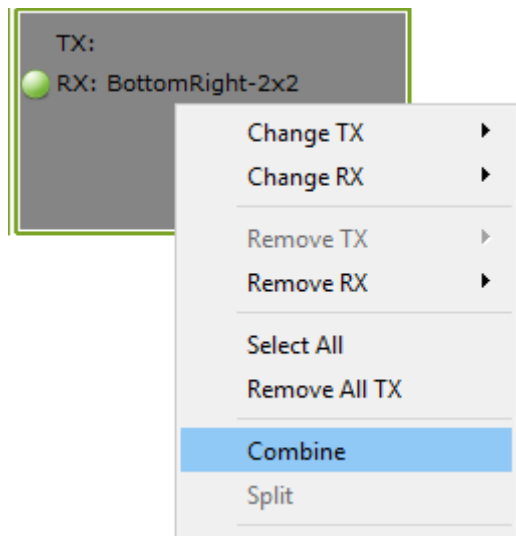 TX:
RX: BottomRight-2x2
Change TX
Change RX
Remove TX
Remove RX
Select All
Remove All TX
Combine
Split